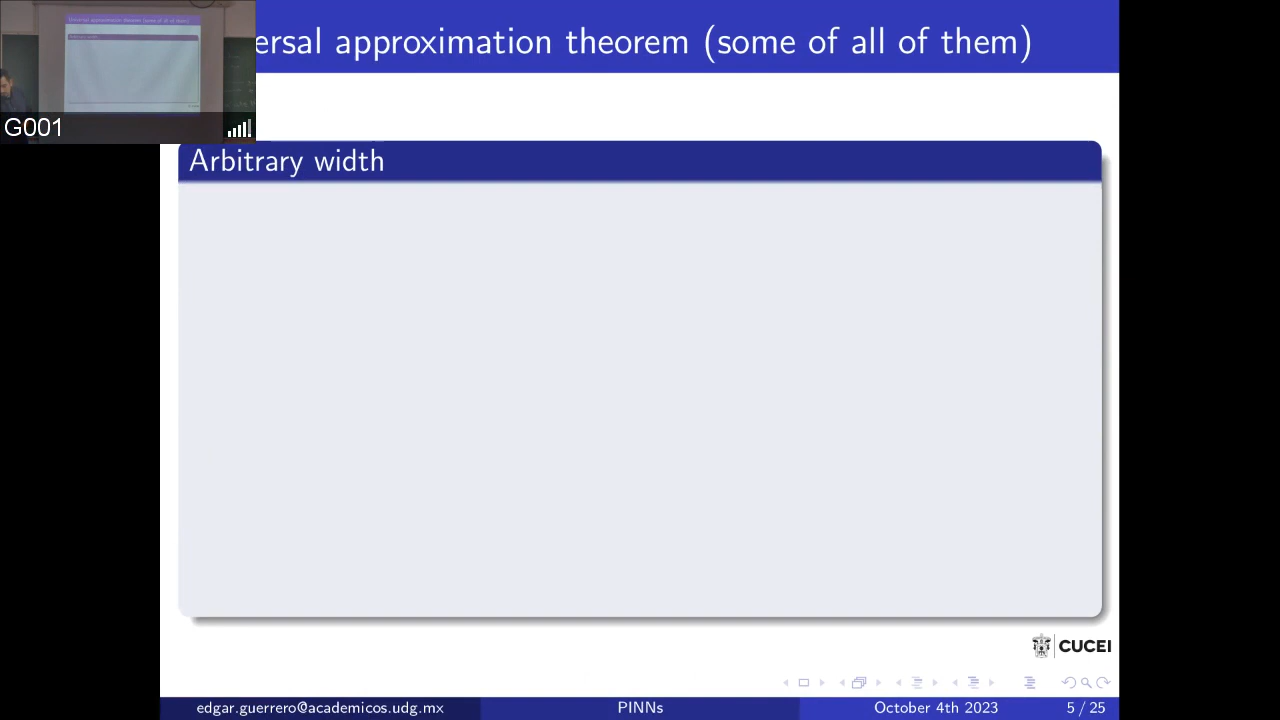 ersal approximation theorem (some of all of them)
G001
Arbitrary width
CUCEI
edgar.guerrero@academicos.udg.mx PINNs October 4th 2023 5 / 25